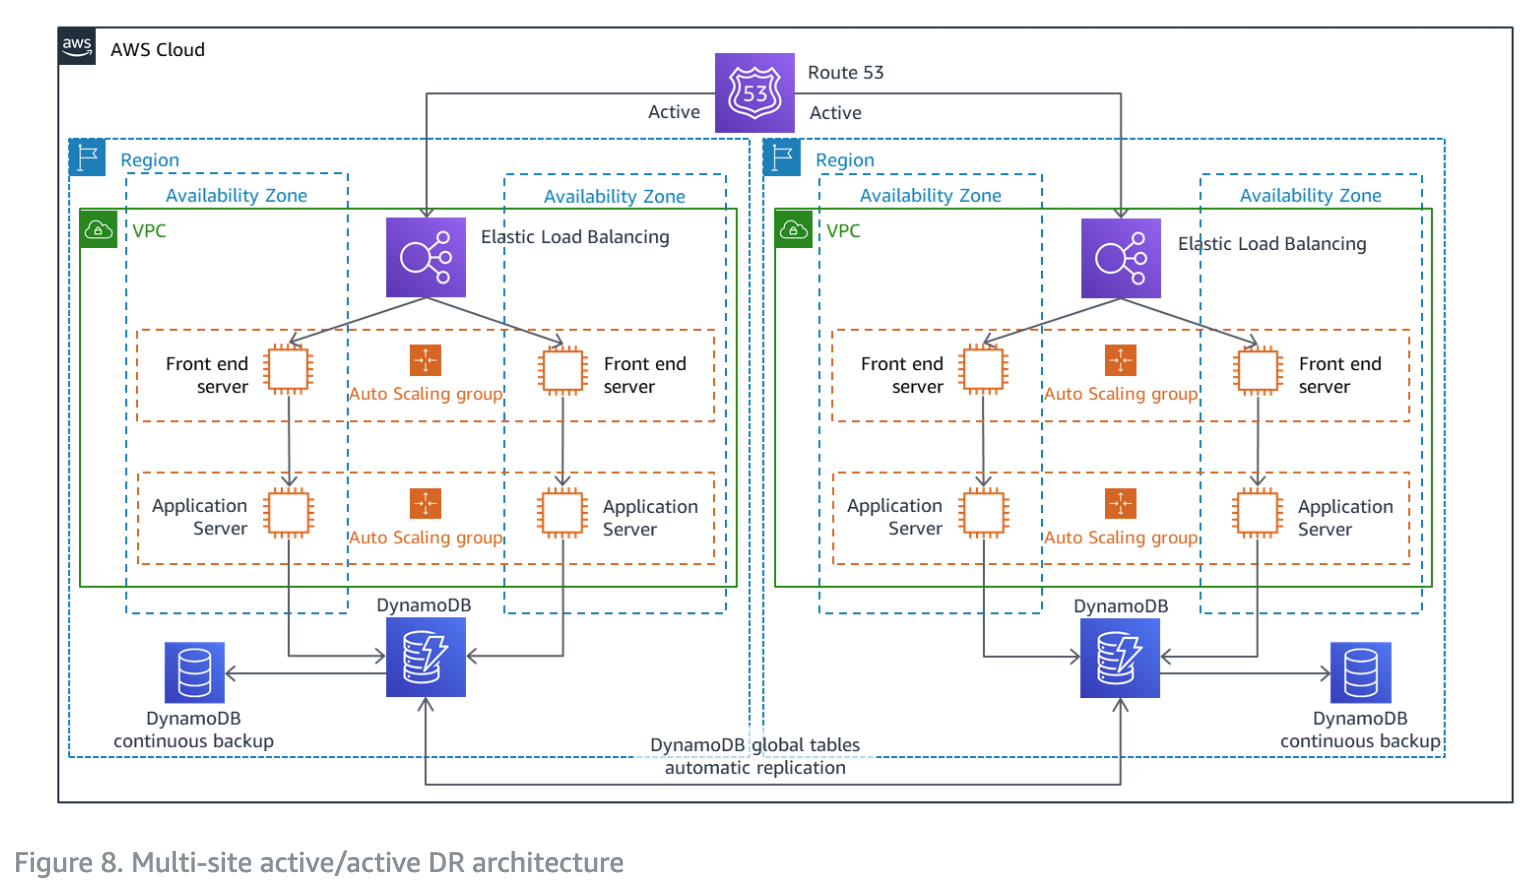 aws
AWS Cloud
53
Route 53
Active
Active
Region
Availability Zone
Availability Zone
VPC
Elastic Load Balancing
Front end
server
Auto Scaling group
Front end
server
Application
Server
Auto Scaling group
Application
Server
DynamoDB
DynamoDB
continuous backup
Region
Availability Zone
Availability Zone
VPC
Elastic Load Balancing
Front end
server
Auto Scaling group
Front end
server
Application
Server
Auto Scaling group
Application
Server
DynamoDB
DynamoDB
continuous backup
DynamoDB global tables
automatic replication
Figure 8. Multi-site active/active DR architecture